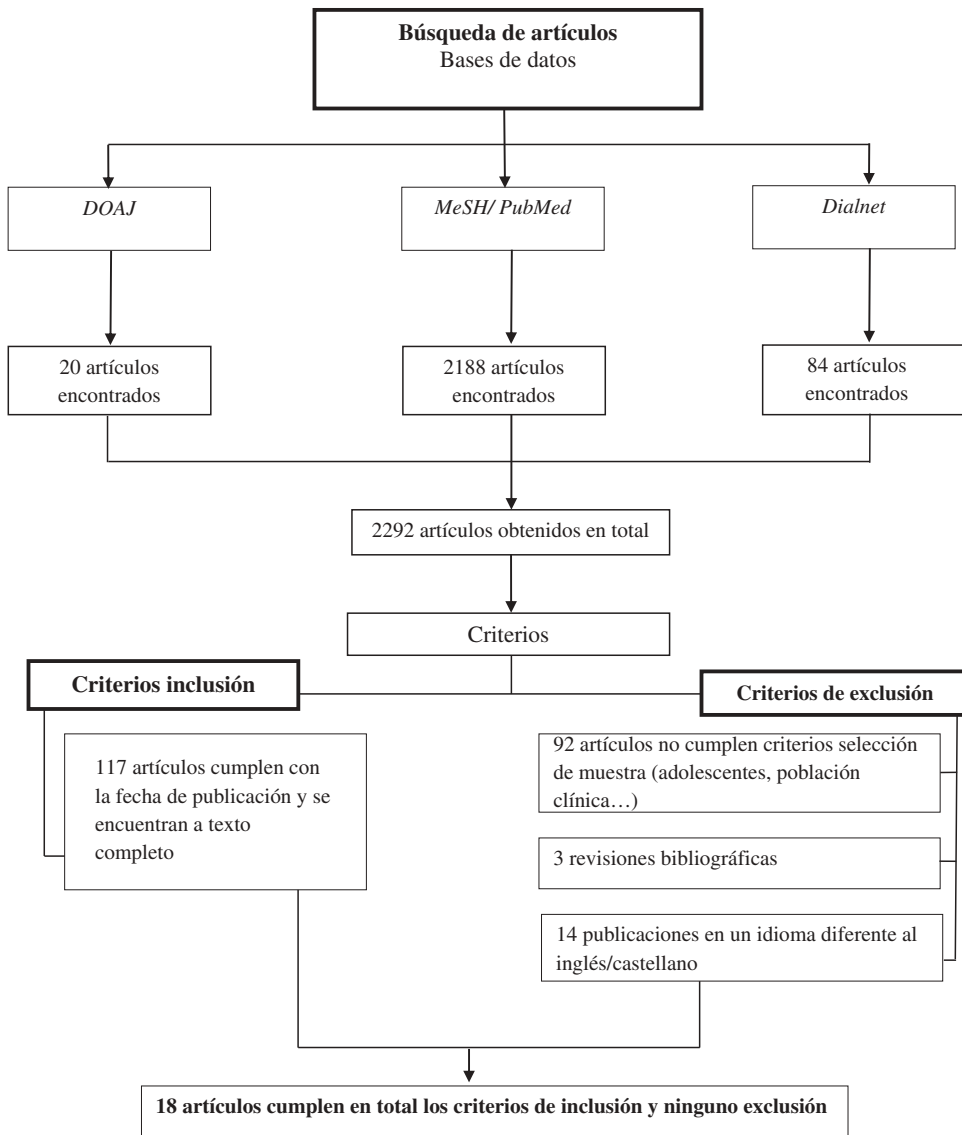 Búsqueda de artículos
Bases de datos
DOAJ
MeSH/ PubMed
Dialnet
20 artículos
encontrados
2188 artículos
encontrados
84 artículos
encontrados
2292 artículos obtenidos en total
Criterios
Criterios inclusión
Criterios de exclusión
117 artículos cumplen con
la fecha de publicación y se
encuentran a texto
completo
92 artículos no cumplen criterios selección
de muestra (adolescentes, población
clínica…)
3 revisiones bibliográficas
14 publicaciones en un idioma diferente al
inglés/castellano
18 artículos cumplen en total los criterios de inclusión y ninguno exclusión